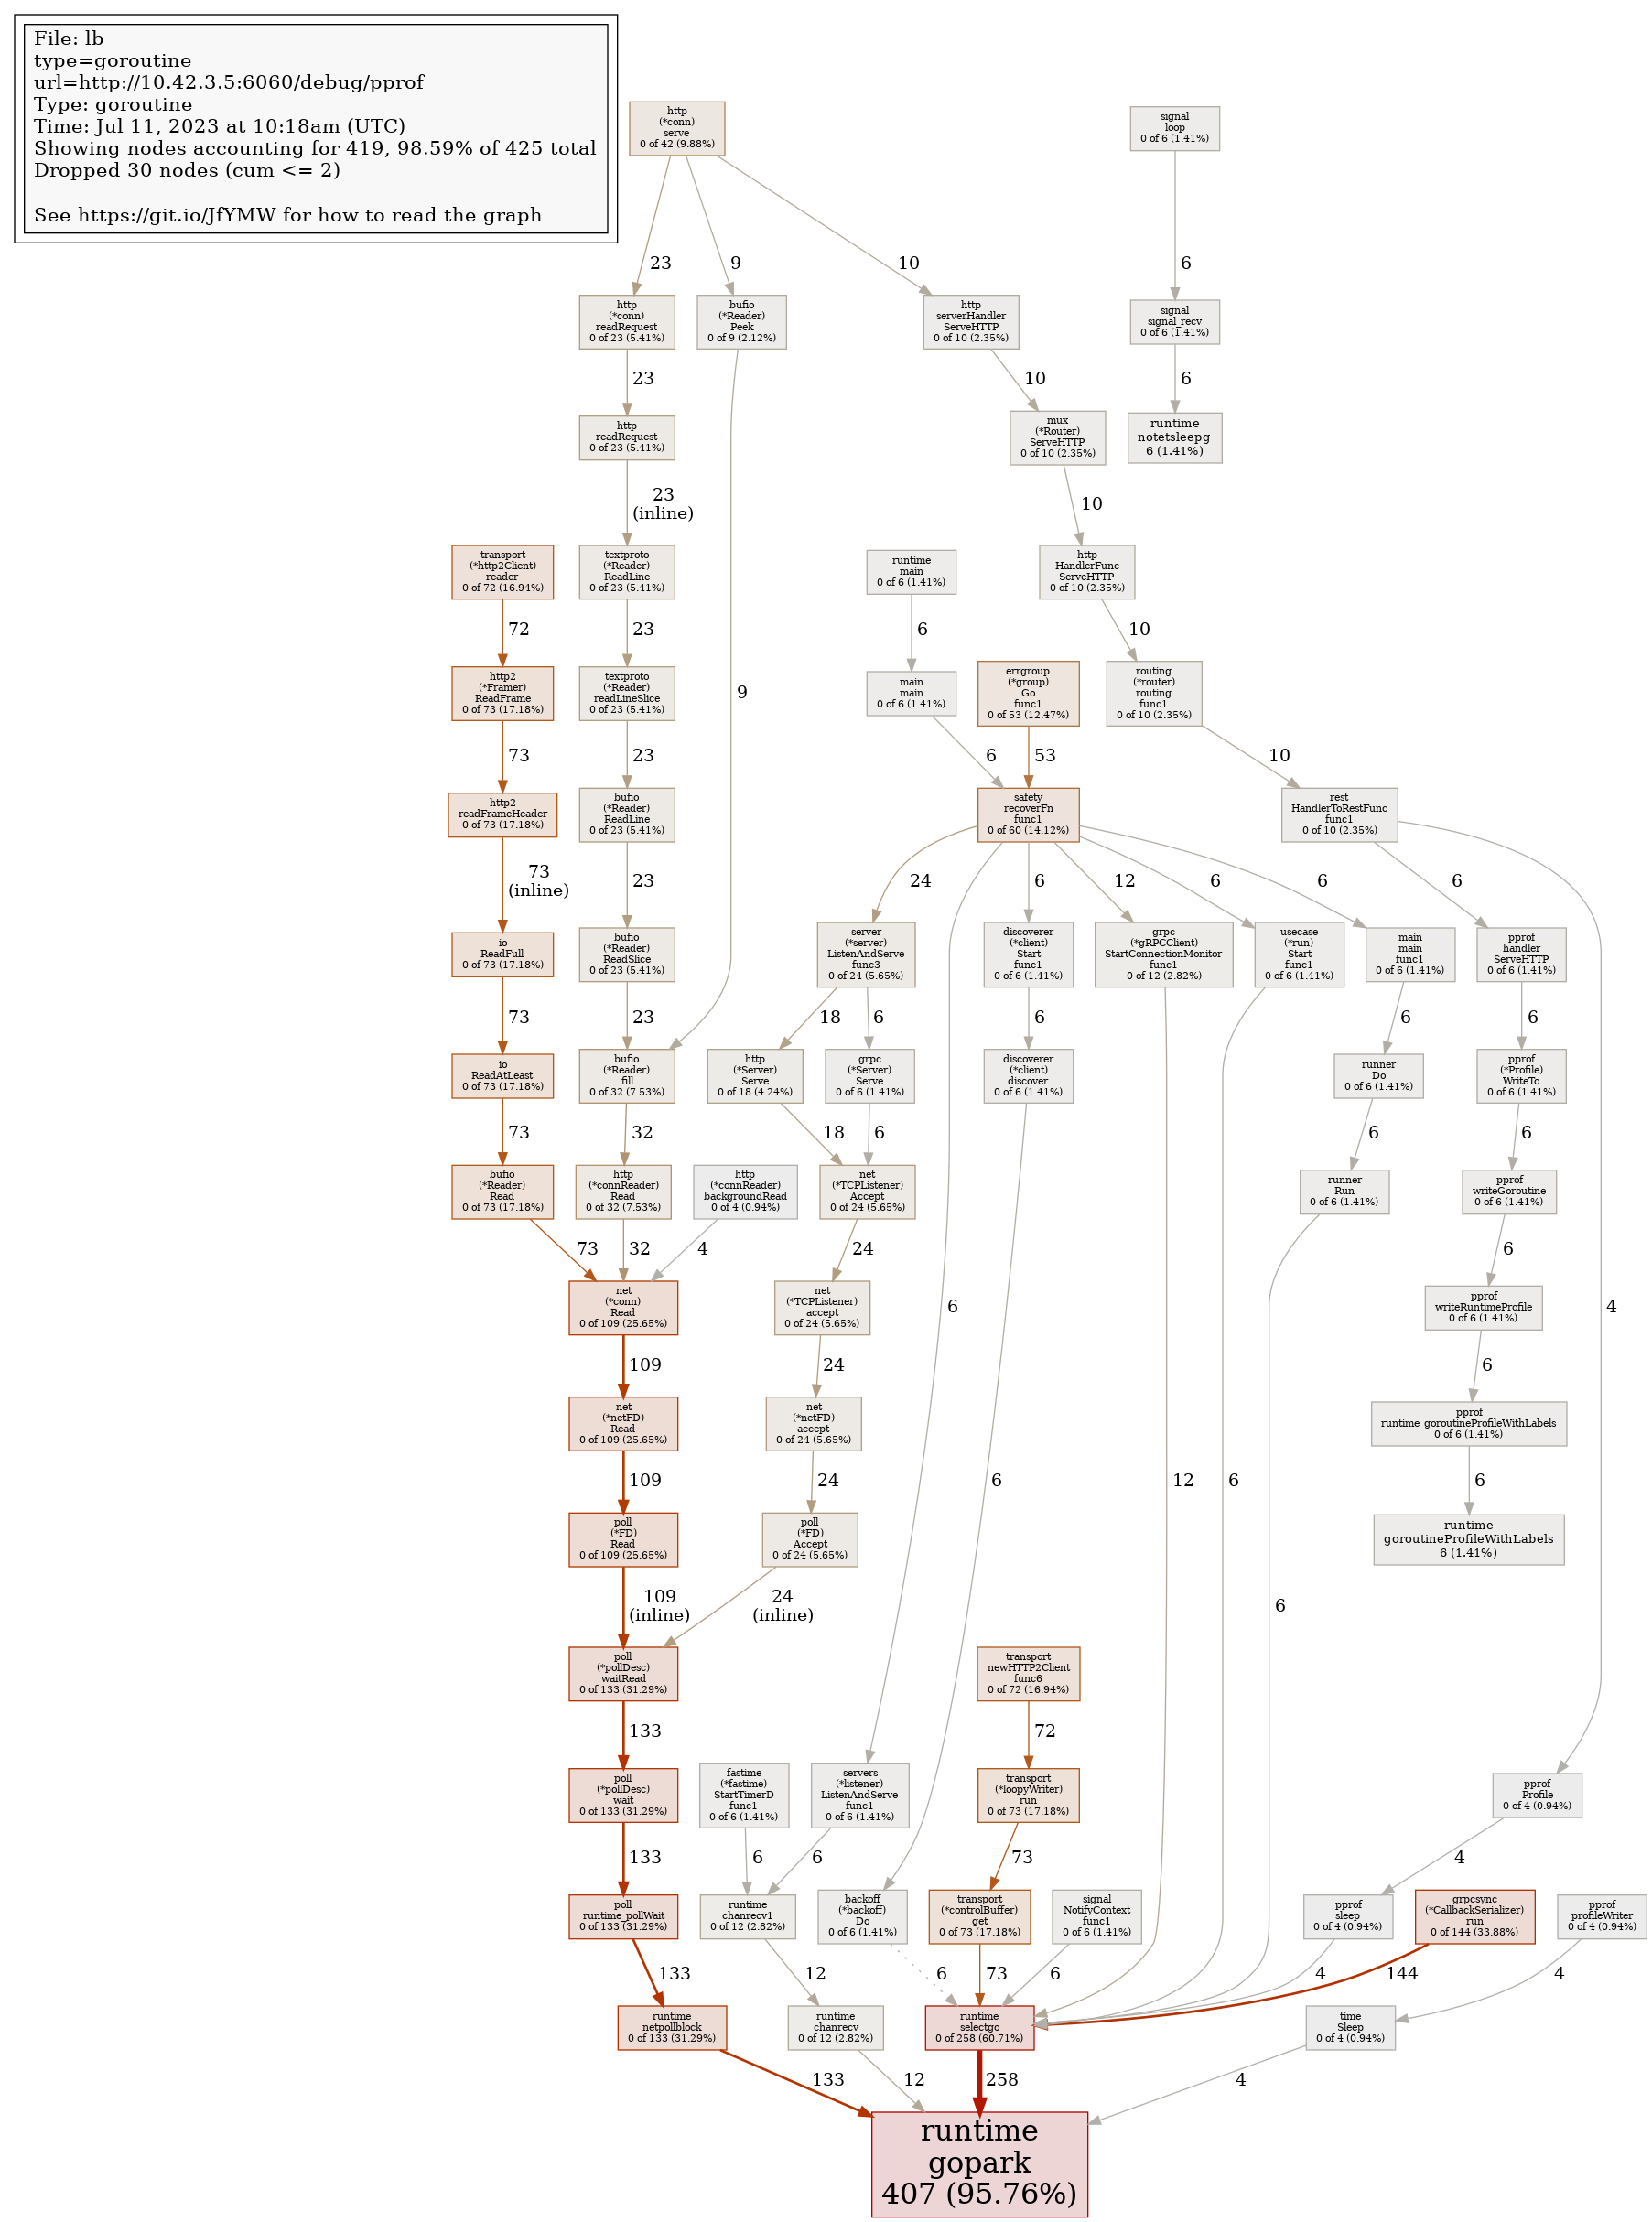 File: lb
type=goroutine
url=http://10.42.3.5:6060/debug/pprof
Type: goroutine
Time: Jul 11, 2023 at 10:18am (UTC)
Showing nodes accounting for 419, 98.59% of 425 total
Dropped 30 nodes (cum <= 2)
See https://git.io/JfYMW for how to read the graph
http
(*conn)
serve
0 of 42 (9.88%)
signal
loop
0 of 6 (1.41%)
23
9
10
6
http
(*conn)
readRequest
0 of 23 (5.41%)
bufio
(*Reader)
Peek
0 of 9 (2.12%)
http
serverHandler
ServeHTTP
0 of 10 (2.35%)
signal
signal_recv
0 of 6 (1.41%)
23
10
6
http
readRequest
0 of 23 (5.41%)
mux
(*Router)
ServeHTTP
0 of 10 (2.35%)
runtime
notetsleepg
6 (1.41%)
23
(inline)
10
transport
(*http2Client)
reader
0 of 72 (16.94%)
textproto
(*Reader)
ReadLine
0 of 23 (5.41%)
runtime
main
0 of 6 (1.41%)
http
HandlerFunc
ServeHTTP
0 of 10 (2.35%)
72
23
6
10
http2
(*Framer)
ReadFrame
0 of 73 (17.18%)
textproto
(*Reader)
readLineSlice
0 of 23 (5.41%)
9
main
main
0 of 6 (1.41%)
errgroup
(*group)
Go
func1
0 of 53 (12.47%)
routing
(*router)
routing
func1
0 of 10 (2.35%)
73
23
6
53
10
http2
readFrameHeader
0 of 73 (17.18%)
bufio
(*Reader)
ReadLine
0 of 23 (5.41%)
safety
recoverFn
func1
0 of 60 (14.12%)
rest
HandlerToRestFunc
func1
0 of 10 (2.35%)
73
(inline)
23
24
6
12
6
6
6
io
ReadFull
0 of 73 (17.18%)
bufio
(*Reader)
ReadSlice
0 of 23 (5.41%)
server
(*server)
ListenAndServe
func3
0 of 24 (5.65%)
discoverer
(*client)
Start
func1
0 of 6 (1.41%)
grpc
(*gRPCClient)
StartConnectionMonitor
func1
0 of 12 (2.82%)
usecase
(*run)
Start
func1
0 of 6 (1.41%)
main
main
func1
0 of 6 (1.41%)
pprof
handler
ServeHTTP
0 of 6 (1.41%)
73
23
18
6
6
6
6
io
ReadAtLeast
0 of 73 (17.18%)
bufio
(*Reader)
fill
0 of 32 (7.53%)
http
(*Server)
Serve
0 of 18 (4.24%)
grpc
(*Server)
Serve
0 of 6 (1.41%)
discoverer
(*client)
discover
0 of 6 (1.41%)
runner
Do
0 of 6 (1.41%)
pprof
(*Profile)
WriteTo
0 of 6 (1.41%)
73
32
18
6
6
6
bufio
(*Reader)
Read
0 of 73 (17.18%)
http
(*connReader)
Read
0 of 32 (7.53%)
http
(*connReader)
backgroundRead
0 of 4 (0.94%)
net
(*TCPListener)
Accept
0 of 24 (5.65%)
runner
Run
0 of 6 (1.41%)
pprof
writeGoroutine
0 of 6 (1.41%)
73
32
4
24
6
net
(*conn)
Read
0 of 109 (25.65%)
net
(*TCPListener)
accept
0 of 24 (5.65%)
6
pprof
writeRuntimeProfile
0 of 6 (1.41%)
4
109
24
6
net
(*netFD)
Read
0 of 109 (25.65%)
net
(*netFD)
accept
0 of 24 (5.65%)
pprof
runtime_goroutineProfileWithLabels
0 of 6 (1.41%)
109
24
6
12
6
6
poll
(*FD)
Read
0 of 109 (25.65%)
poll
(*FD)
Accept
0 of 24 (5.65%)
runtime
goroutineProfileWithLabels
6 (1.41%)
109
(inline)
24
(inline)
6
poll
(*pollDesc)
waitRead
0 of 133 (31.29%)
transport
newHTTP2Client
func6
0 of 72 (16.94%)
133
72
poll
(*pollDesc)
wait
0 of 133 (31.29%)
fastime
(*fastime)
StartTimerD
func1
0 of 6 (1.41%)
servers
(*listener)
ListenAndServe
func1
0 of 6 (1.41%)
transport
(*loopyWriter)
run
0 of 73 (17.18%)
pprof
Profile
0 of 4 (0.94%)
133
6
6
73
4
poll
runtime_pollWait
0 of 133 (31.29%)
runtime
chanrecv1
0 of 12 (2.82%)
backoff
(*backoff)
Do
0 of 6 (1.41%)
transport
(*controlBuffer)
get
0 of 73 (17.18%)
signal
NotifyContext
func1
0 of 6 (1.41%)
pprof
sleep
0 of 4 (0.94%)
grpcsync
(*CallbackSerializer)
run
0 of 144 (33.88%)
pprof
profileWriter
0 of 4 (0.94%)
133
12
6
73
6
4
144
4
runtime
netpollblock
0 of 133 (31.29%)
runtime
chanrecv
0 of 12 (2.82%)
runtime
selectgo
0 of 258 (60.71%)
time
Sleep
0 of 4 (0.94%)
133
12
258
4
runtime
gopark
407 (95.76%)